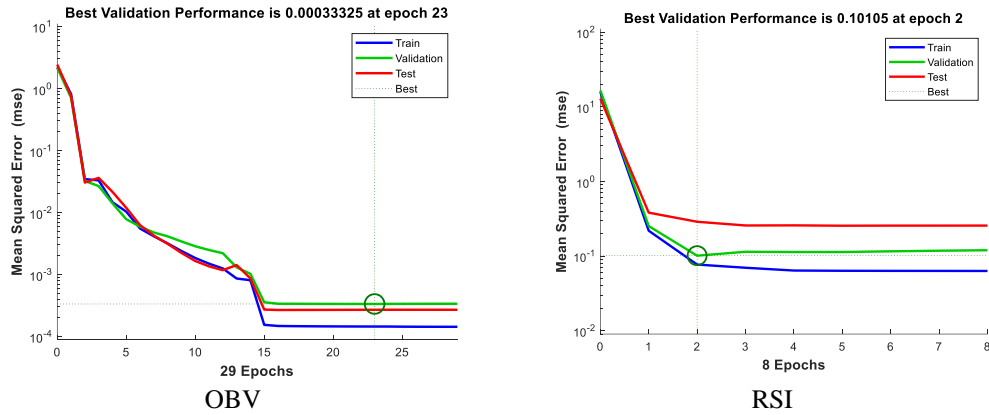 Best Validation Performance is 0.00033325 at epoch 23
10^1
10^0
10^-1
10^-2
10^-3
10^-4
Mean Squared Error (mse)
Train
Validation
Test
Best
0 5 10 15 20 25
29 Epochs
OBV
Best Validation Performance is 0.10105 at epoch 2
10^2
10^1
10^0
10^-1
10^-2
Mean Squared Error (mse)
Train
Validation
Test
Best
0 1 2 3 4 5 6 7 8
8 Epochs
RSI